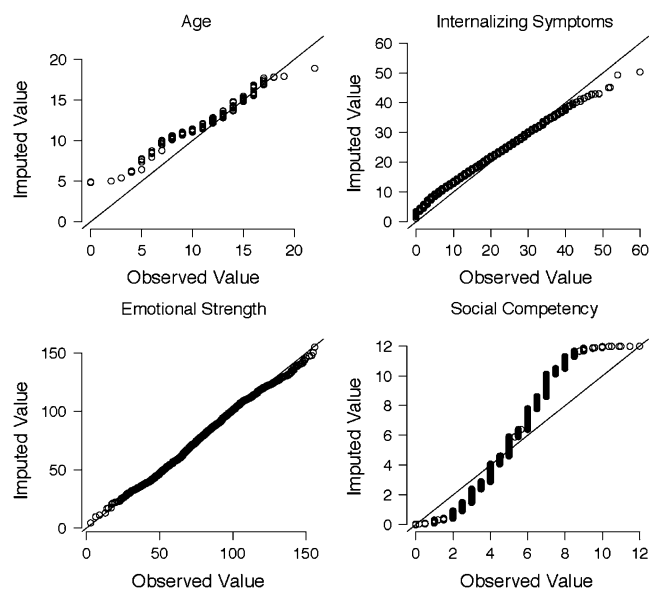 Age
Imputed Value
20
15
10
5
0
0 5 10 15 20
Observed Value
Internalizing Symptoms
Imputed Value
60
50
40
30
20
10
0
0 10 20 30 40 50 60
Observed Value
Emotional Strength
Imputed Value
150
100
50
0
0 50 100 150
Observed Value
Social Competency
Imputed Value
12
10
8
6
4
2
0
0 2 4 6 8 10 12
Observed Value